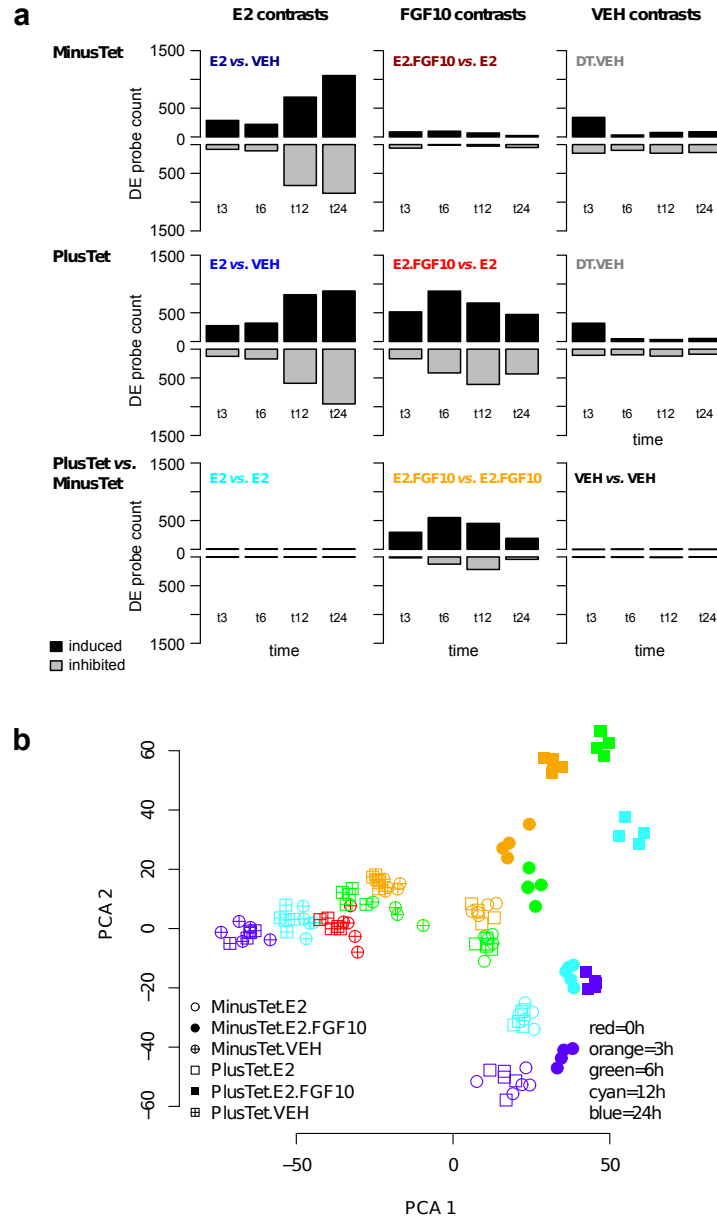 a
E2 contrasts FGF10 contrasts VEH contrasts
MinusTet
E2 vs. VEH E2.FGF10 vs. E2 DT.VEH
DE probe count
1500
500
0
500
1500
t3 t6 t12 t24 t3 t6 t12 t24 t3 t6 t12 t24
PlusTet
E2 vs. VEH E2.FGF10 vs. E2 DT.VEH
DE probe count
1500
500
0
500
1500
t3 t6 t12 t24 t3 t6 t12 t24 t3 t6 t12 t24
time
PlusTet vs.
MinusTet
E2 vs. E2 E2.FGF10 vs. E2.FGF10 VEH vs. VEH
DE probe count
1500
500
0
500
1500
t3 t6 t12 t24 t3 t6 t12 t24 t3 t6 t12 t24
induced
inhibited
time time time
b
PCA 2
60
40
20
0
−20
−40
−60
MinusTet.E2
MinusTet.E2.FGF10
MinusTet.VEH
PlusTet.E2
PlusTet.E2.FGF10
PlusTet.VEH
red=0h
orange=3h
green=6h
cyan=12h
blue=24h
−50 0 50
PCA 1